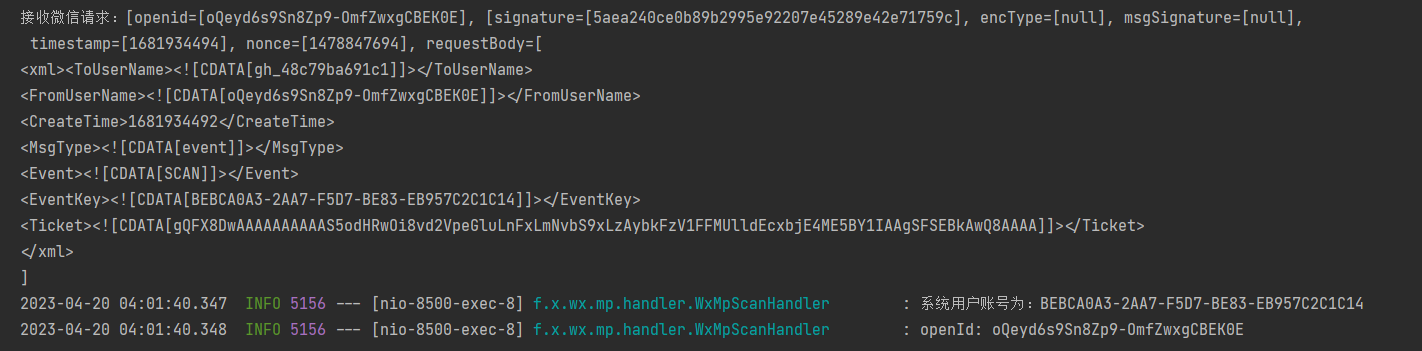 接收微信请求：[openid=[oQeyd6s9Sn8Zp9-OmfZwxgCBEK0E], [signature=[5aea240ce0b89b2995e92207e45289e42e71759c], encType=[null], msgSignature=[null],
timestamp=[1681934494], nonce=[1478847694], requestBody=[
<xml><ToUserName><![CDATA[gh_48c79ba691c1]]></ToUserName>
<FromUserName><![CDATA[oQeyd6s9Sn8Zp9-OmfZwxgCBEK0E]]></FromUserName>
<CreateTime>1681934492</CreateTime>
<MsgType><![CDATA[event]]></MsgType>
<Event><![CDATA[SCAN]]></Event>
<EventKey><![CDATA[BEBCA0A3-2AA7-F5D7-BE83-EB957C2C1C14]]></EventKey>
<Ticket><![CDATA[gQFX8DwAAAAAAAAAAS5odHRwOi8vd2VpeGluLnFxLmNvbS9xLzAybkFzV1FFMUlldEcxbjE4ME5BY1IAAgSFSEBkAwQ8AAAA]]></Ticket>
</xml>
]
2023-04-20 04:01:40.347  INFO 5156 --- [nio-8500-exec-8] f.x.wx.mp.handler.WxMpScanHandler        : 系统用户账号为：BEBCA0A3-2AA7-F5D7-BE83-EB957C2C1C14
2023-04-20 04:01:40.348  INFO 5156 --- [nio-8500-exec-8] f.x.wx.mp.handler.WxMpScanHandler        : openId: oQeyd6s9Sn8Zp9-OmfZwxgCBEK0E